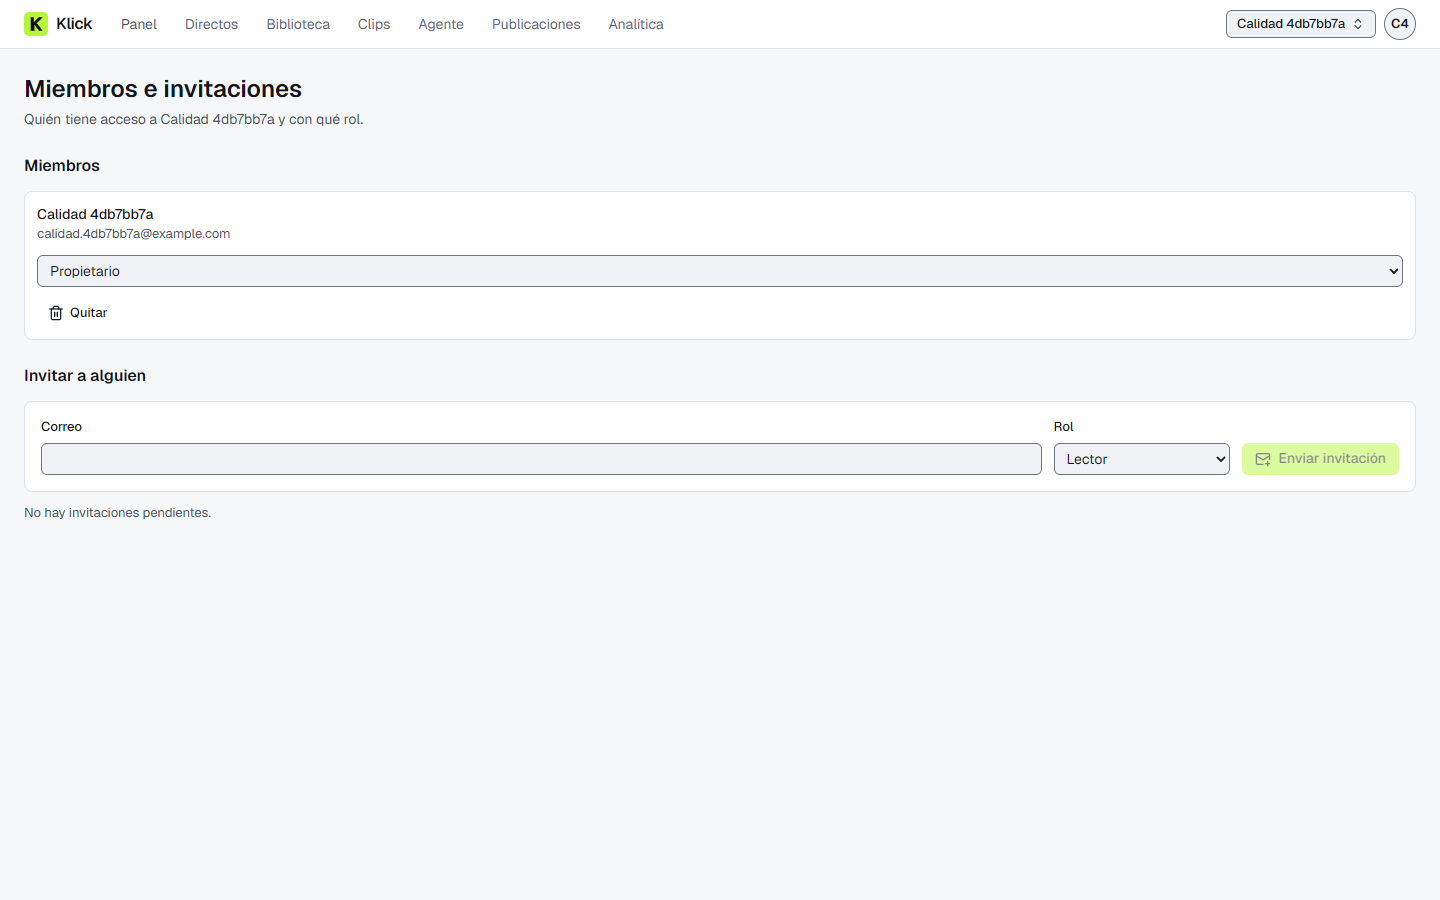 K Klick Panel Directos Biblioteca Clips Agente Publicaciones Analítica Calidad 4db7bb7a C4
Miembros e invitaciones
Quién tiene acceso a Calidad 4db7bb7a y con qué rol.
Miembros
Calidad 4db7bb7a
calidad.4db7bb7a@example.com
Propietario
Quitar
Invitar a alguien
Correo Rol
Lector Enviar invitación
No hay invitaciones pendientes.